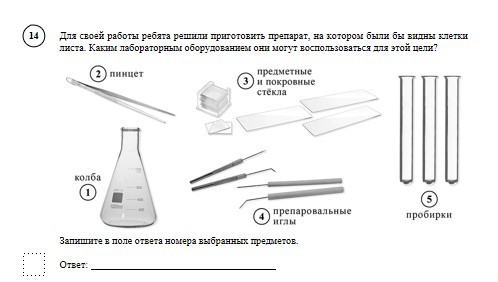 14 Для своей работы ребята решили приготовить препарат, на котором были бы видны клетки
листа. Каким лабораторным оборудованием они могут воспользоваться для этой цели?
2 пинцет
3 предметные
и покровные
стёкла
колба
1
4 препаровальные
иглы
5
пробирки
Запишите в поле ответа номера выбранных предметов.
Ответ: